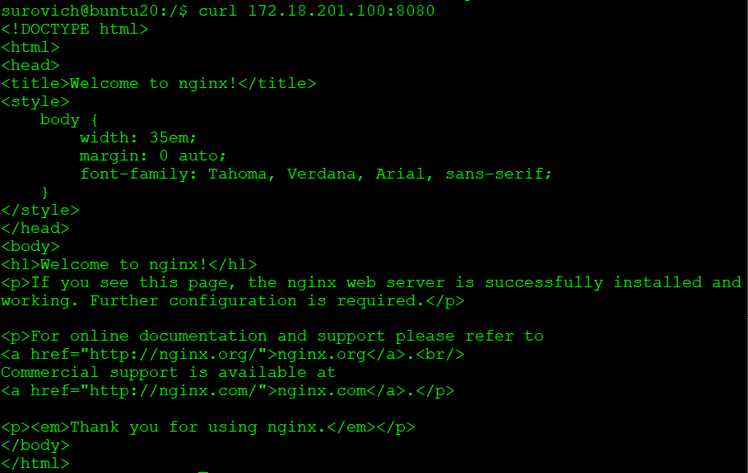 surovich@buntu20:/$ curl 172.18.201.100:8080
<!DOCTYPE html>
<html>
<head>
<title>Welcome to nginx!</title>
<style>
    body {
        width: 35em;
        margin: 0 auto;
        font-family: Tahoma, Verdana, Arial, sans-serif;
    }
</style>
</head>
<body>
<h1>Welcome to nginx!</h1>
<p>If you see this page, the nginx web server is successfully installed and
working. Further configuration is required.</p>

<p>For online documentation and support please refer to
<a href="http://nginx.org/">nginx.org</a>.<br/>
Commercial support is available at
<a href="http://nginx.com/">nginx.com</a>.</p>

<p><em>Thank you for using nginx.</em></p>
</body>
</html>